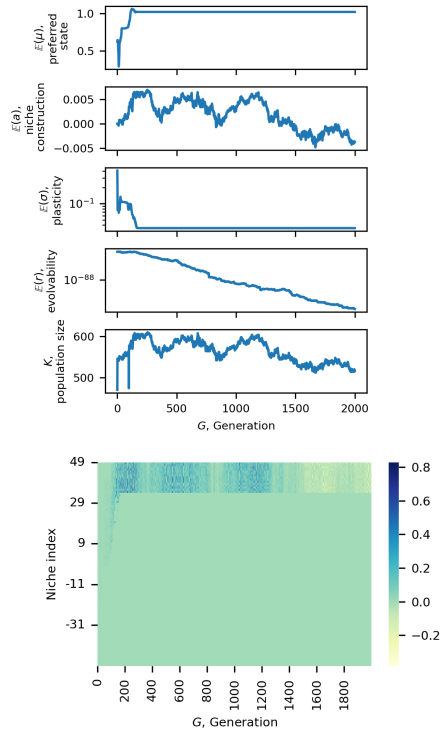 𝔼(μ),
preferred
state
1.0
0.5
𝔼(a),
niche
construction
0.005
0.000
−0.005
𝔼(σ),
plasticity
10⁻¹
𝔼(r),
evolvability
10⁻⁸⁸
K,
population size
600
500
0 500 1000 1500 2000
G, Generation
Niche index
49
29
9
-11
-31
0 200 400 600 800 1000 1200 1400 1600 1800
G, Generation
0.8
0.6
0.4
0.2
0.0
−0.2